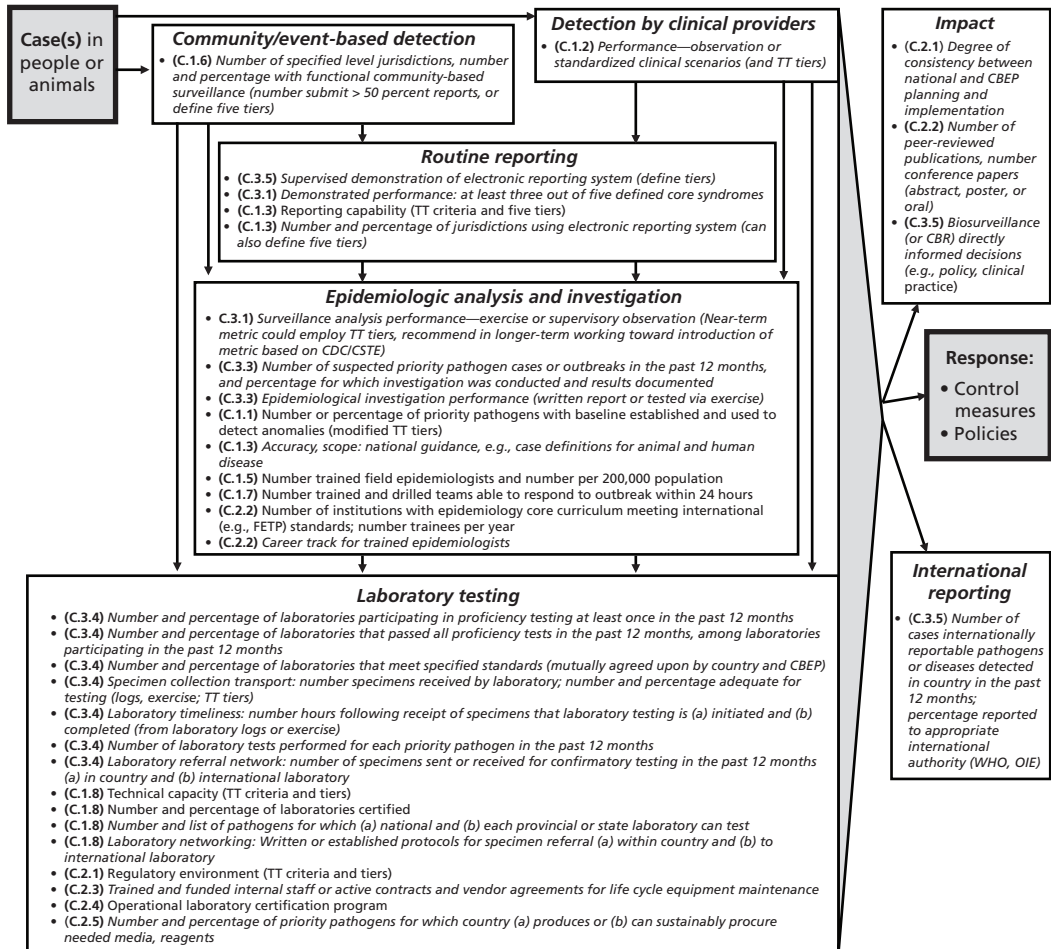 Case(s) in
people or
animals
Community/event-based detection
• (C.1.6) Number of specified level jurisdictions, number
and percentage with functional community-based
surveillance (number submit > 50 percent reports, or
define five tiers)
Detection by clinical providers
• (C.1.2) Performance—observation or
standardized clinical scenarios (and TT tiers)
Routine reporting
• (C.3.5) Supervised demonstration of electronic reporting system (define tiers)
• (C.3.1) Demonstrated performance: at least three out of five defined core syndromes
• (C.1.3) Reporting capability (TT criteria and five tiers)
• (C.1.3) Number and percentage of jurisdictions using electronic reporting system (can
also define five tiers)
Epidemiologic analysis and investigation
• C.3.1) Surveillance analysis performance—exercise or supervisory observation (Near-term
metric could employ TT tiers, recommend in longer-term working toward introduction of
metric based on CDC/CSTE)
• (C.3.3) Number of suspected priority pathogen cases or outbreaks in the past 12 months,
and percentage for which investigation was conducted and results documented
• (C.3.3) Epidemiological investigation performance (written report or tested via exercise)
• (C.1.1) Number or percentage of priority pathogens with baseline established and used to
detect anomalies (modified TT tiers)
• (C.1.3) Accuracy, scope: national guidance, e.g., case definitions for animal and human
disease
• (C.1.5) Number trained field epidemiologists and number per 200,000 population
• (C.1.7) Number trained and drilled teams able to respond to outbreak within 24 hours
• (C.2.2) Number of institutions with epidemiology core curriculum meeting international
(e.g., FETP) standards; number trainees per year
• (C.2.2) Career track for trained epidemiologists
Laboratory testing
• (C.3.4) Number and percentage of laboratories participating in proficiency testing at least once in the past 12 months
• (C.3.4) Number and percentage of laboratories that passed all proficiency tests in the past 12 months, among laboratories
participating in the past 12 months
• (C.3.4) Number and percentage of laboratories that meet specified standards (mutually agreed upon by country and CBEP)
• (C.3.4) Specimen collection transport: number specimens received by laboratory; number and percentage adequate for
testing (logs, exercise; TT tiers)
• (C.3.4) Laboratory timeliness: number hours following receipt of specimens that laboratory testing is (a) initiated and (b)
completed (from laboratory logs or exercise)
• (C.3.4) Number of laboratory tests performed for each priority pathogen in the past 12 months
• (C.3.4) Laboratory referral network: number of specimens sent or received for confirmatory testing in the past 12 months
(a) in country and (b) international laboratory
• (C.1.8) Technical capacity (TT criteria and tiers)
• (C.1.8) Number and percentage of laboratories certified
• (C.1.8) Number and list of pathogens for which (a) national and (b) each provincial or state laboratory can test
• (C.1.8) Laboratory networking: Written or established protocols for specimen referral (a) within country and (b) to
international laboratory
• (C.2.1) Regulatory environment (TT criteria and tiers)
• (C.2.3) Trained and funded internal staff or active contracts and vendor agreements for life cycle equipment maintenance
• (C.2.4) Operational laboratory certification program
• (C.2.5) Number and percentage of priority pathogens for which country (a) produces or (b) can sustainably procure
needed media, reagents
Impact
• (C.2.1) Degree of
consistency between
national and CBEP
planning and
implementation
• (C.2.2) Number of
peer-reviewed
publications, number
conference papers
(abstract, poster, or
oral)
• (C.3.5) Biosurveillance
(or CBR) directly
informed decisions
(e.g., policy, clinical
practice)
Response:
• Control
measures
• Policies
International
reporting
• (C.3.5) Number of
cases internationally
reportable pathogens
or diseases detected
in country in the past
12 months;
percentage reported
to appropriate
international
authority (WHO, OIE)